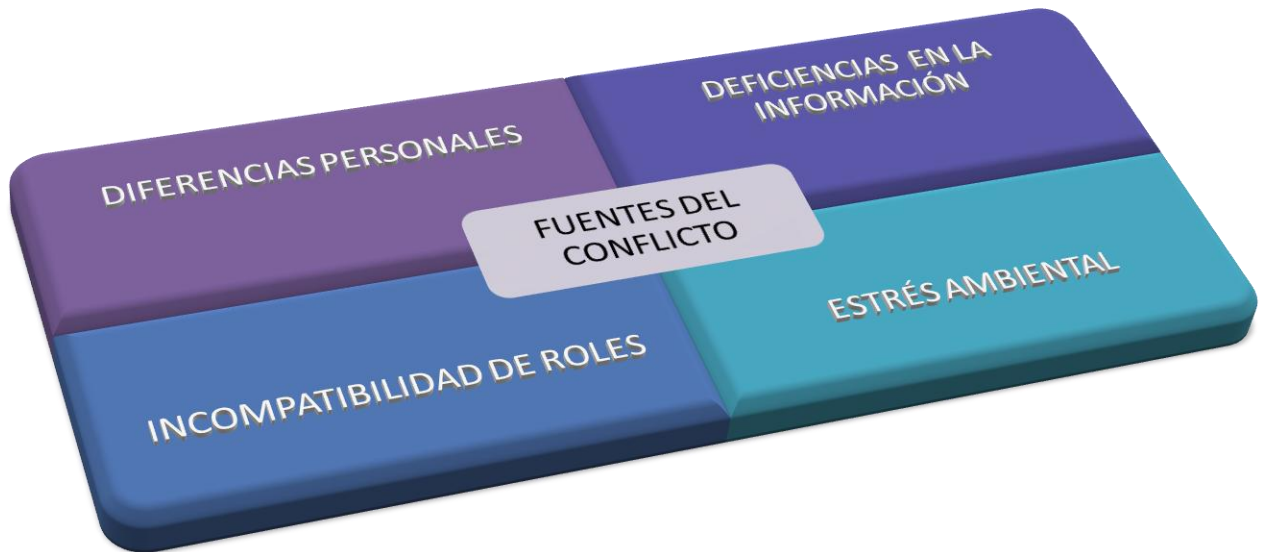 DIFERENCIAS PERSONALES
DEFICIENCIAS EN LA
INFORMACIÓN
FUENTES DEL
CONFLICTO
INCOMPATIBILIDAD DE ROLES
ESTRÉS AMBIENTAL